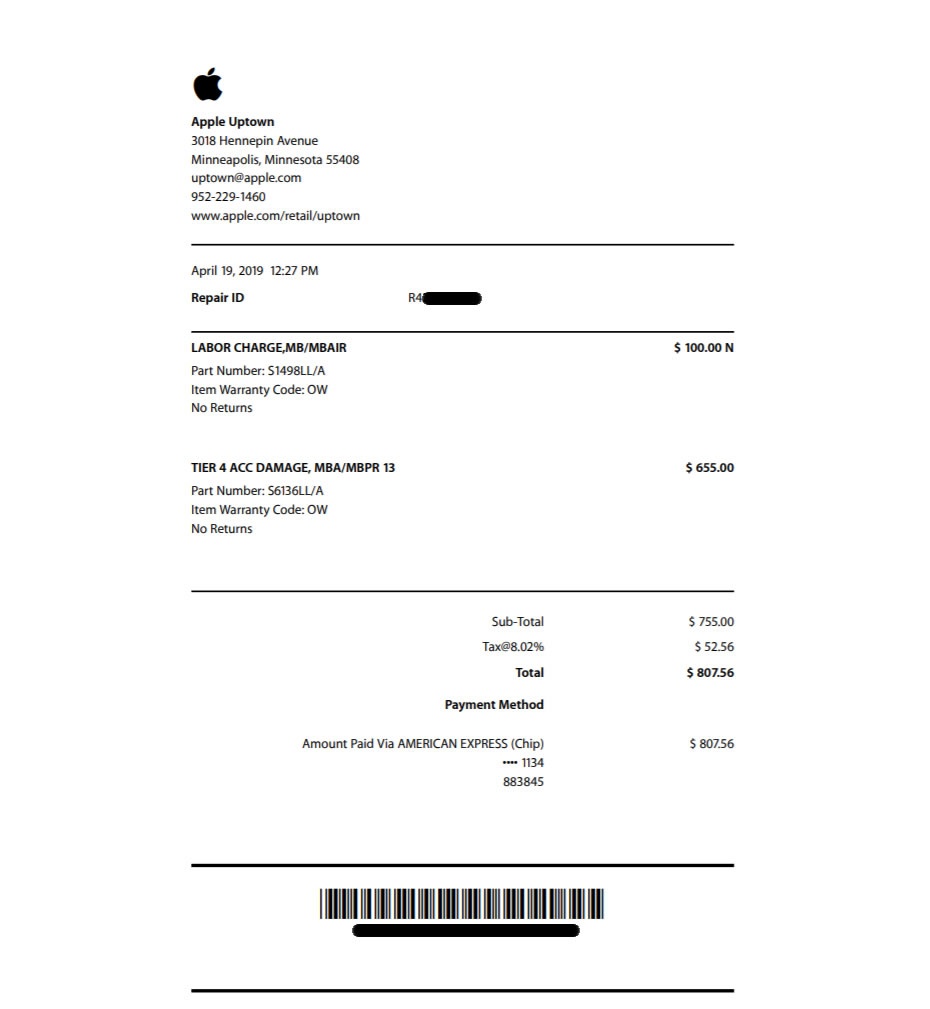 Apple Uptown
3018 Hennepin Avenue
Minneapolis, Minnesota 55408
uptown@apple.com
952-229-1460
www.apple.com/retail/uptown
April 19, 2019  12:27 PM
Repair ID R4
LABOR CHARGE,MB/MBAIR $ 100.00 N
Part Number: S1498LL/A
Item Warranty Code: OW
No Returns
TIER 4 ACC DAMAGE, MBA/MBPR 13 $ 655.00
Part Number: S6136LL/A
Item Warranty Code: OW
No Returns
Sub-Total $ 755.00
Tax@8.02% $ 52.56
Total $ 807.56
Payment Method
Amount Paid Via AMERICAN EXPRESS (Chip) $ 807.56
•••• 1134
883845